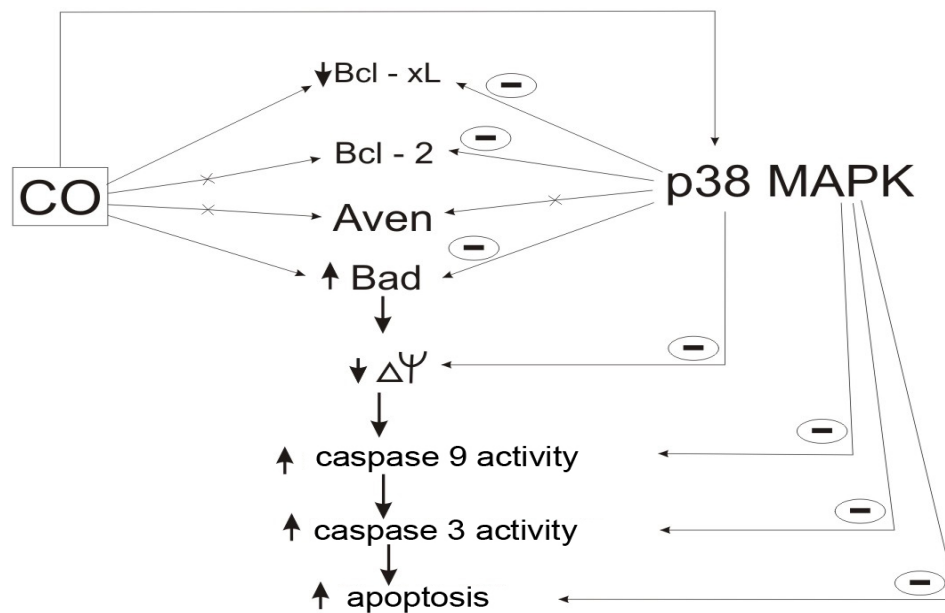 Bcl - xL
Bcl - 2
CO
p38 MAPK
Aven
Bad
ΔΨ
caspase 9 activity
caspase 3 activity
apoptosis